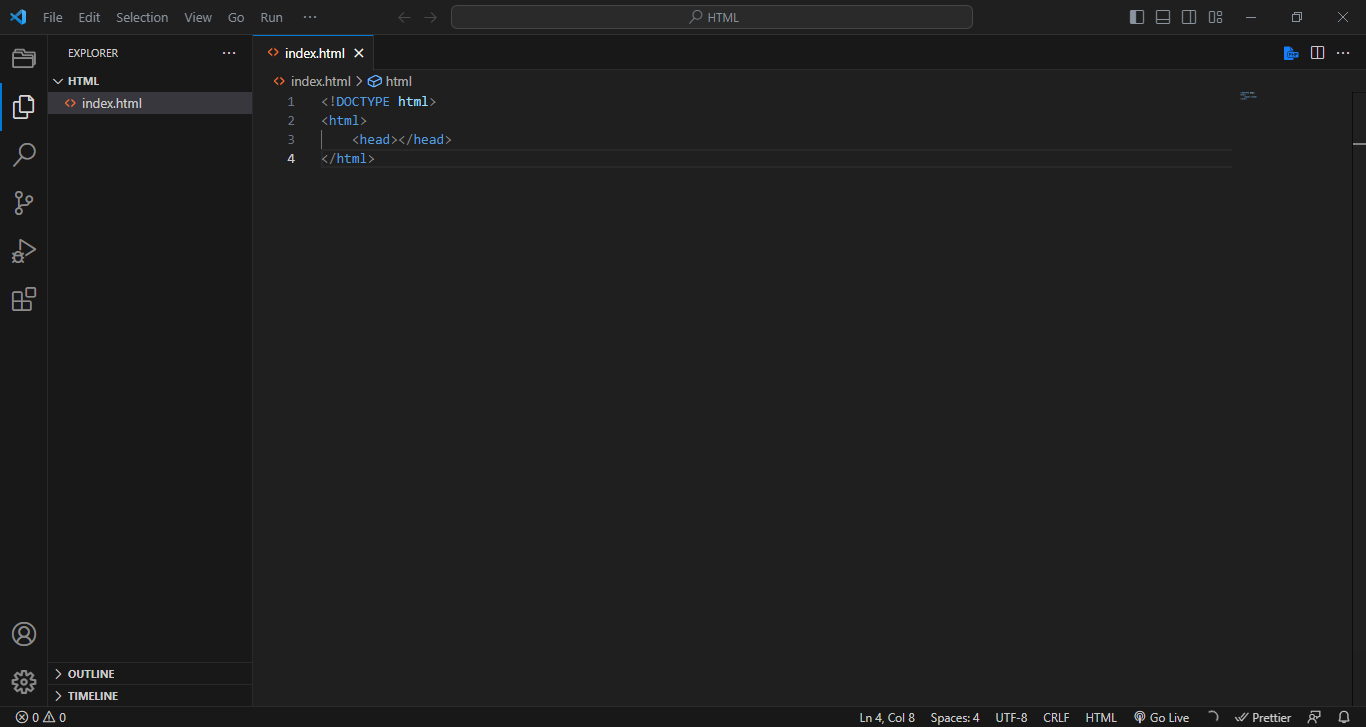 File Edit Selection View Go Run ··· HTML
EXPLORER ···
index.html
HTML
index.html
index.html > html
1 <!DOCTYPE html>
2 <html>
3 <head></head>
4 </html>
OUTLINE
TIMELINE
0 0 Ln 4, Col 8 Spaces: 4 UTF-8 CRLF HTML Go Live Prettier